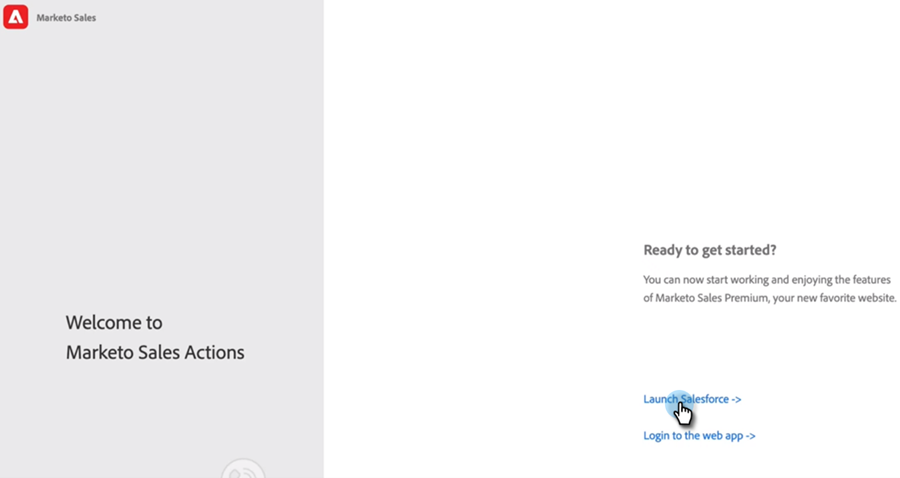 Marketo Sales
Welcome to
Marketo Sales Actions
Ready to get started?
You can now start working and enjoying the features
of Marketo Sales Premium, your new favorite website.
Launch Salesforce ->
Login to the web app ->